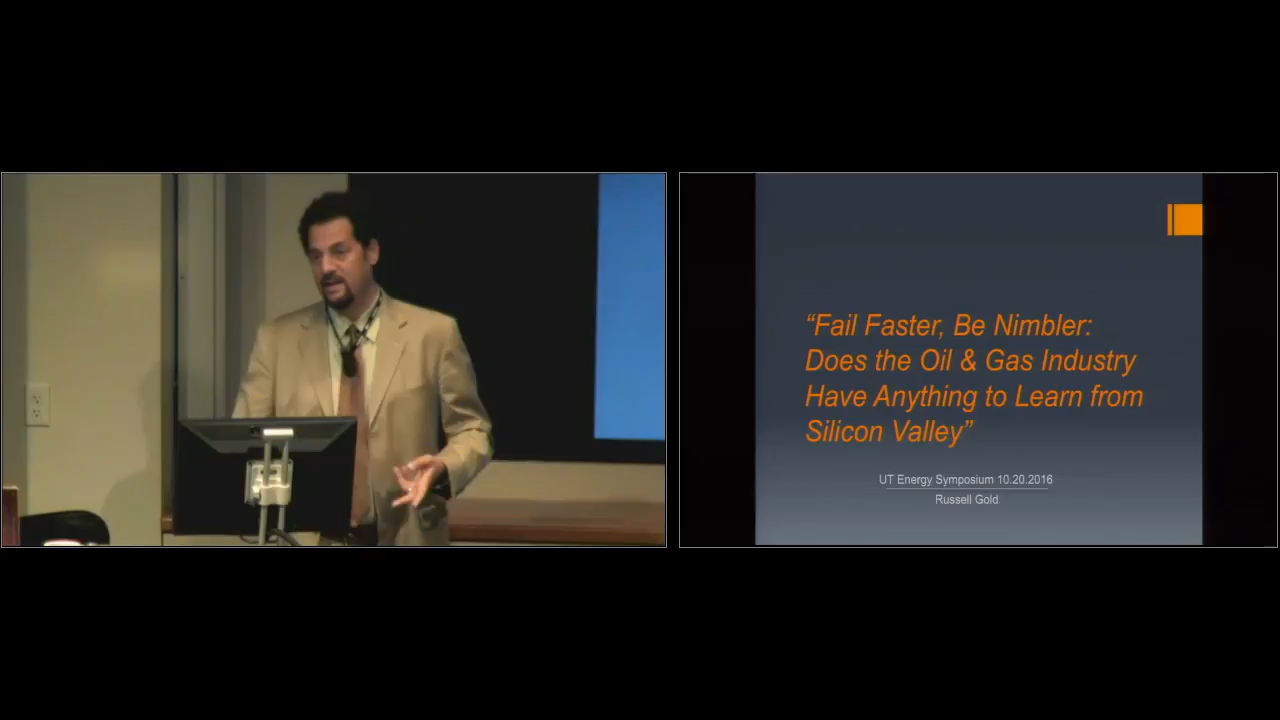 “Fail Faster, Be Nimbler:
Does the Oil & Gas Industry
Have Anything to Learn from
Silicon Valley”
UT Energy Symposium 10.20.2016
Russell Gold